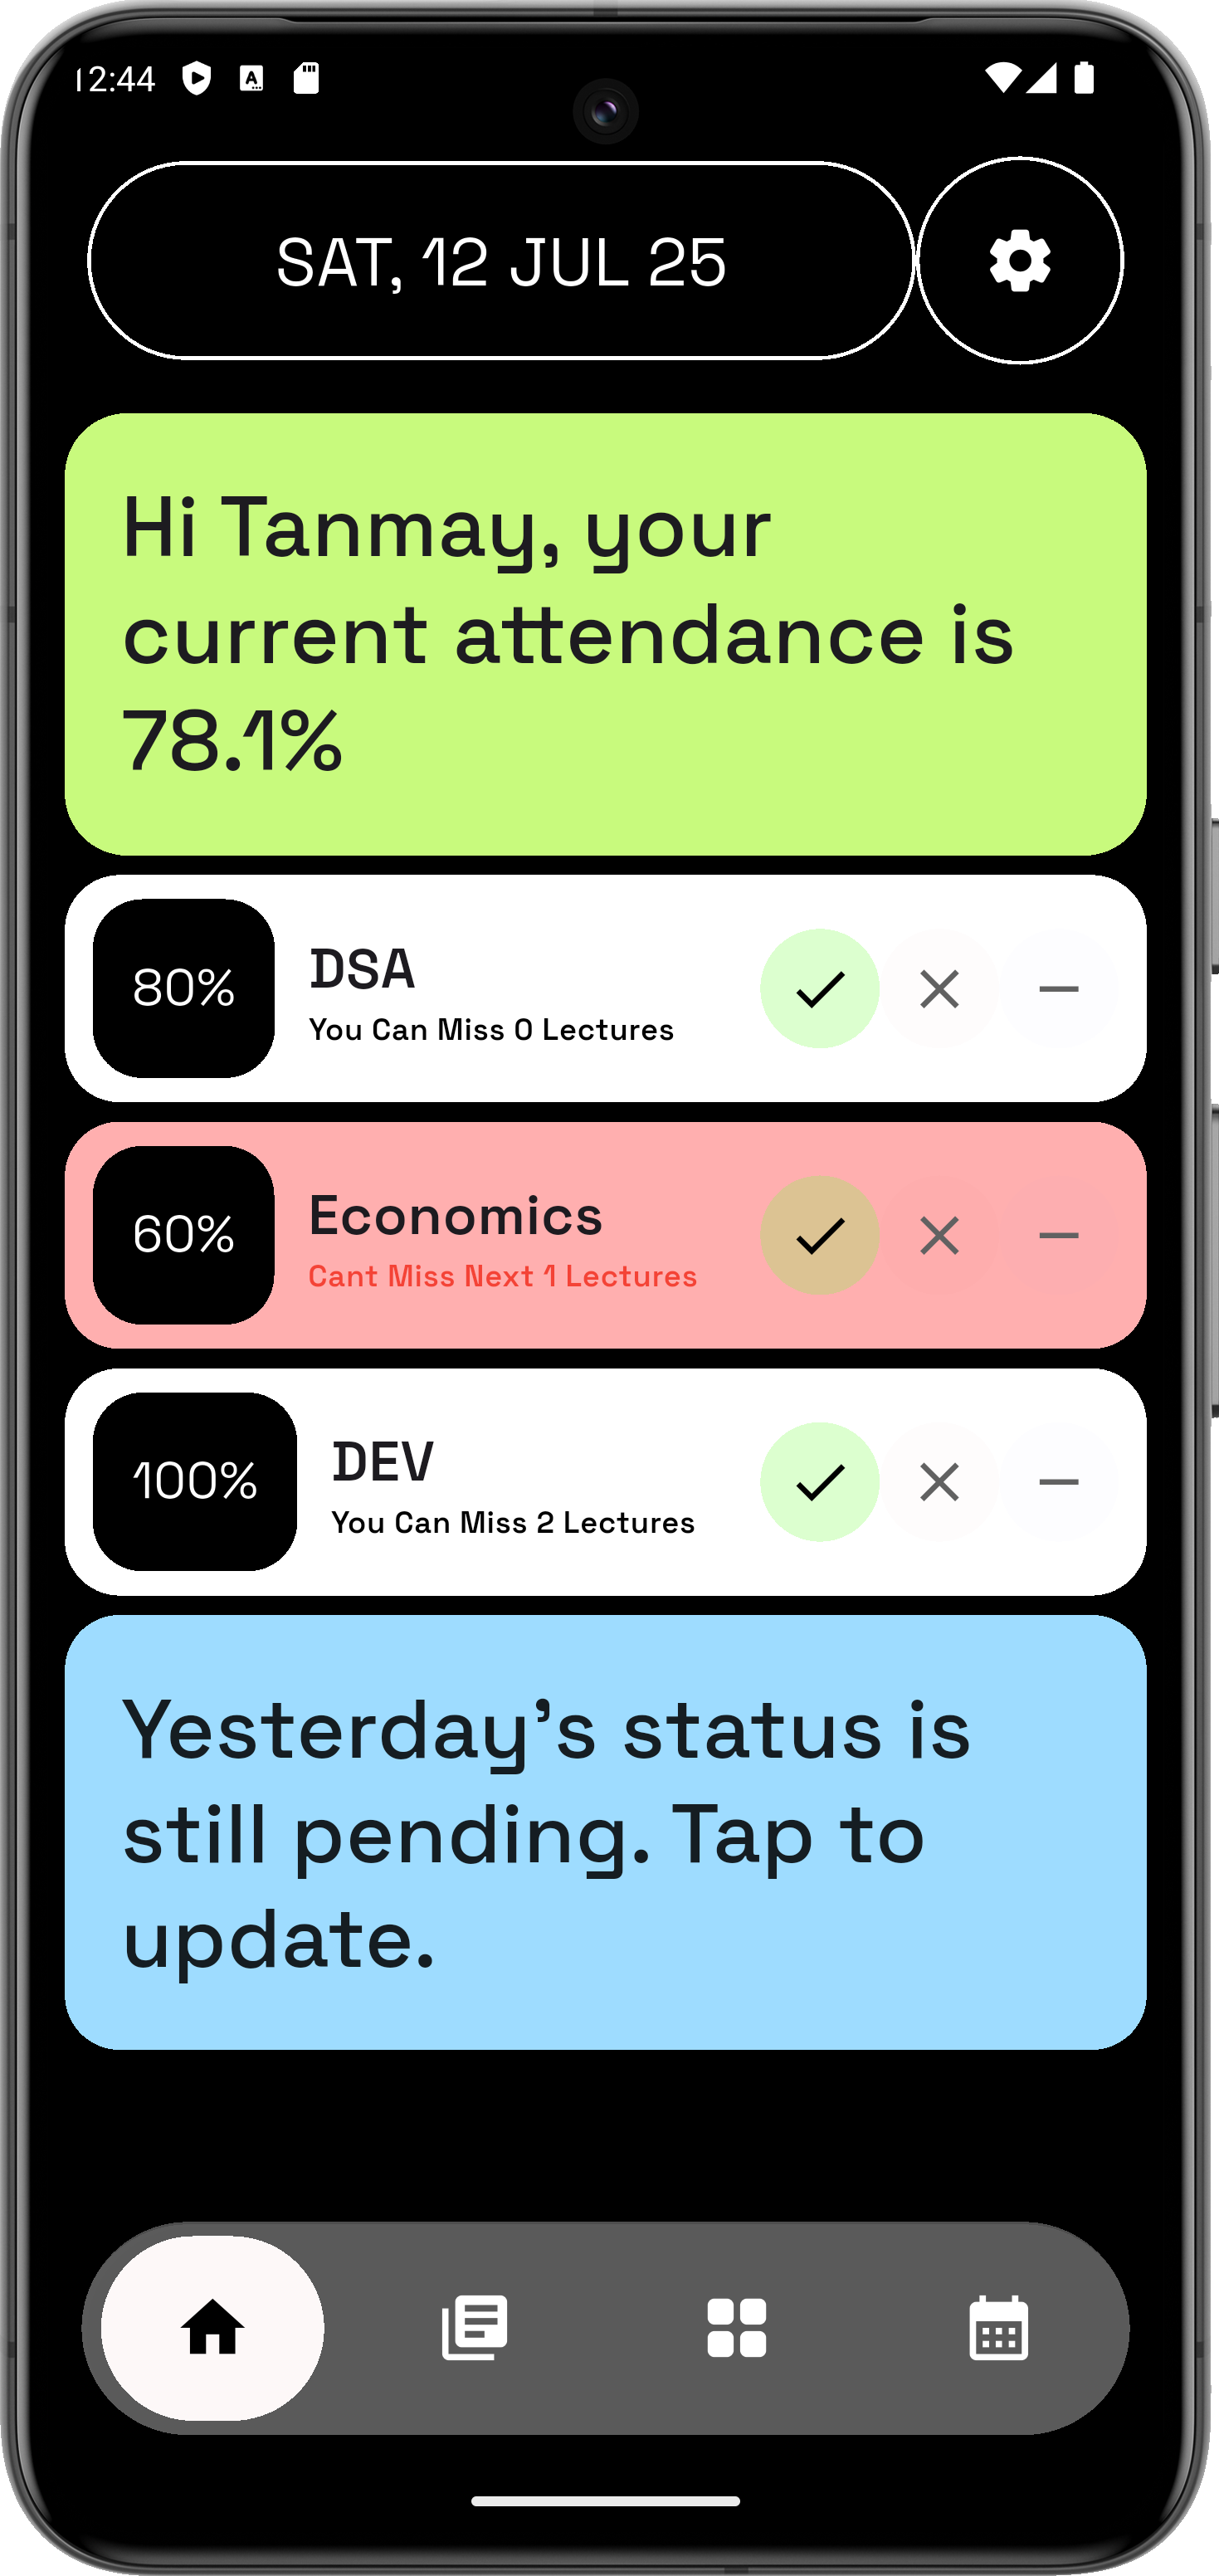 12:44
SAT, 12 JUL 25
Hi Tanmay, your
current attendance is
78.1%
80%
DSA
You Can Miss 0 Lectures
60%
Economics
Cant Miss Next 1 Lectures
100%
DEV
You Can Miss 2 Lectures
Yesterday's status is
still pending. Tap to
update.